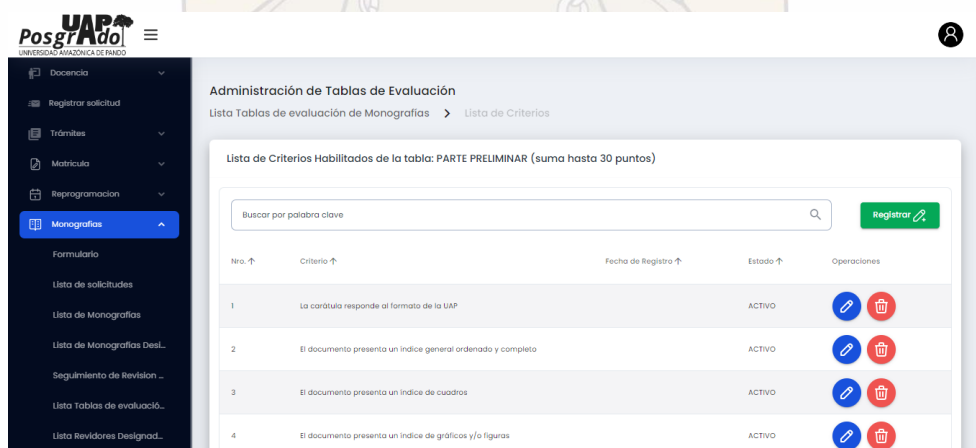 UAP
PosgrAdo
UNIVERSIDAD AMAZÓNICA DE PANDO
Docencia
Registrar solicitud
Trámites
Matricula
Reprogramacion
Monografías
Formulario
Lista de solicitudes
Lista de Monografías
Lista de Monografías Desi...
Seguimiento de Revision ...
Lista Tablas de evaluació...
Lista Revidores Designad...
Administración de Tablas de Evaluación
Lista Tablas de evaluación de Monografías > Lista de Criterios
Lista de Criterios Habilitados de la tabla: PARTE PRELIMINAR (suma hasta 30 puntos)
Buscar por palabra clave
Registrar
Nro. ↑ Criterio ↑ Fecha de Registro ↑ Estado ↑ Operaciones
1 La carátula responde al formato de la UAP ACTIVO
2 El documento presenta un índice general ordenado y completo ACTIVO
3 El documento presenta un índice de cuadros ACTIVO
4 El documento presenta un índice de gráficos y/o figuras ACTIVO